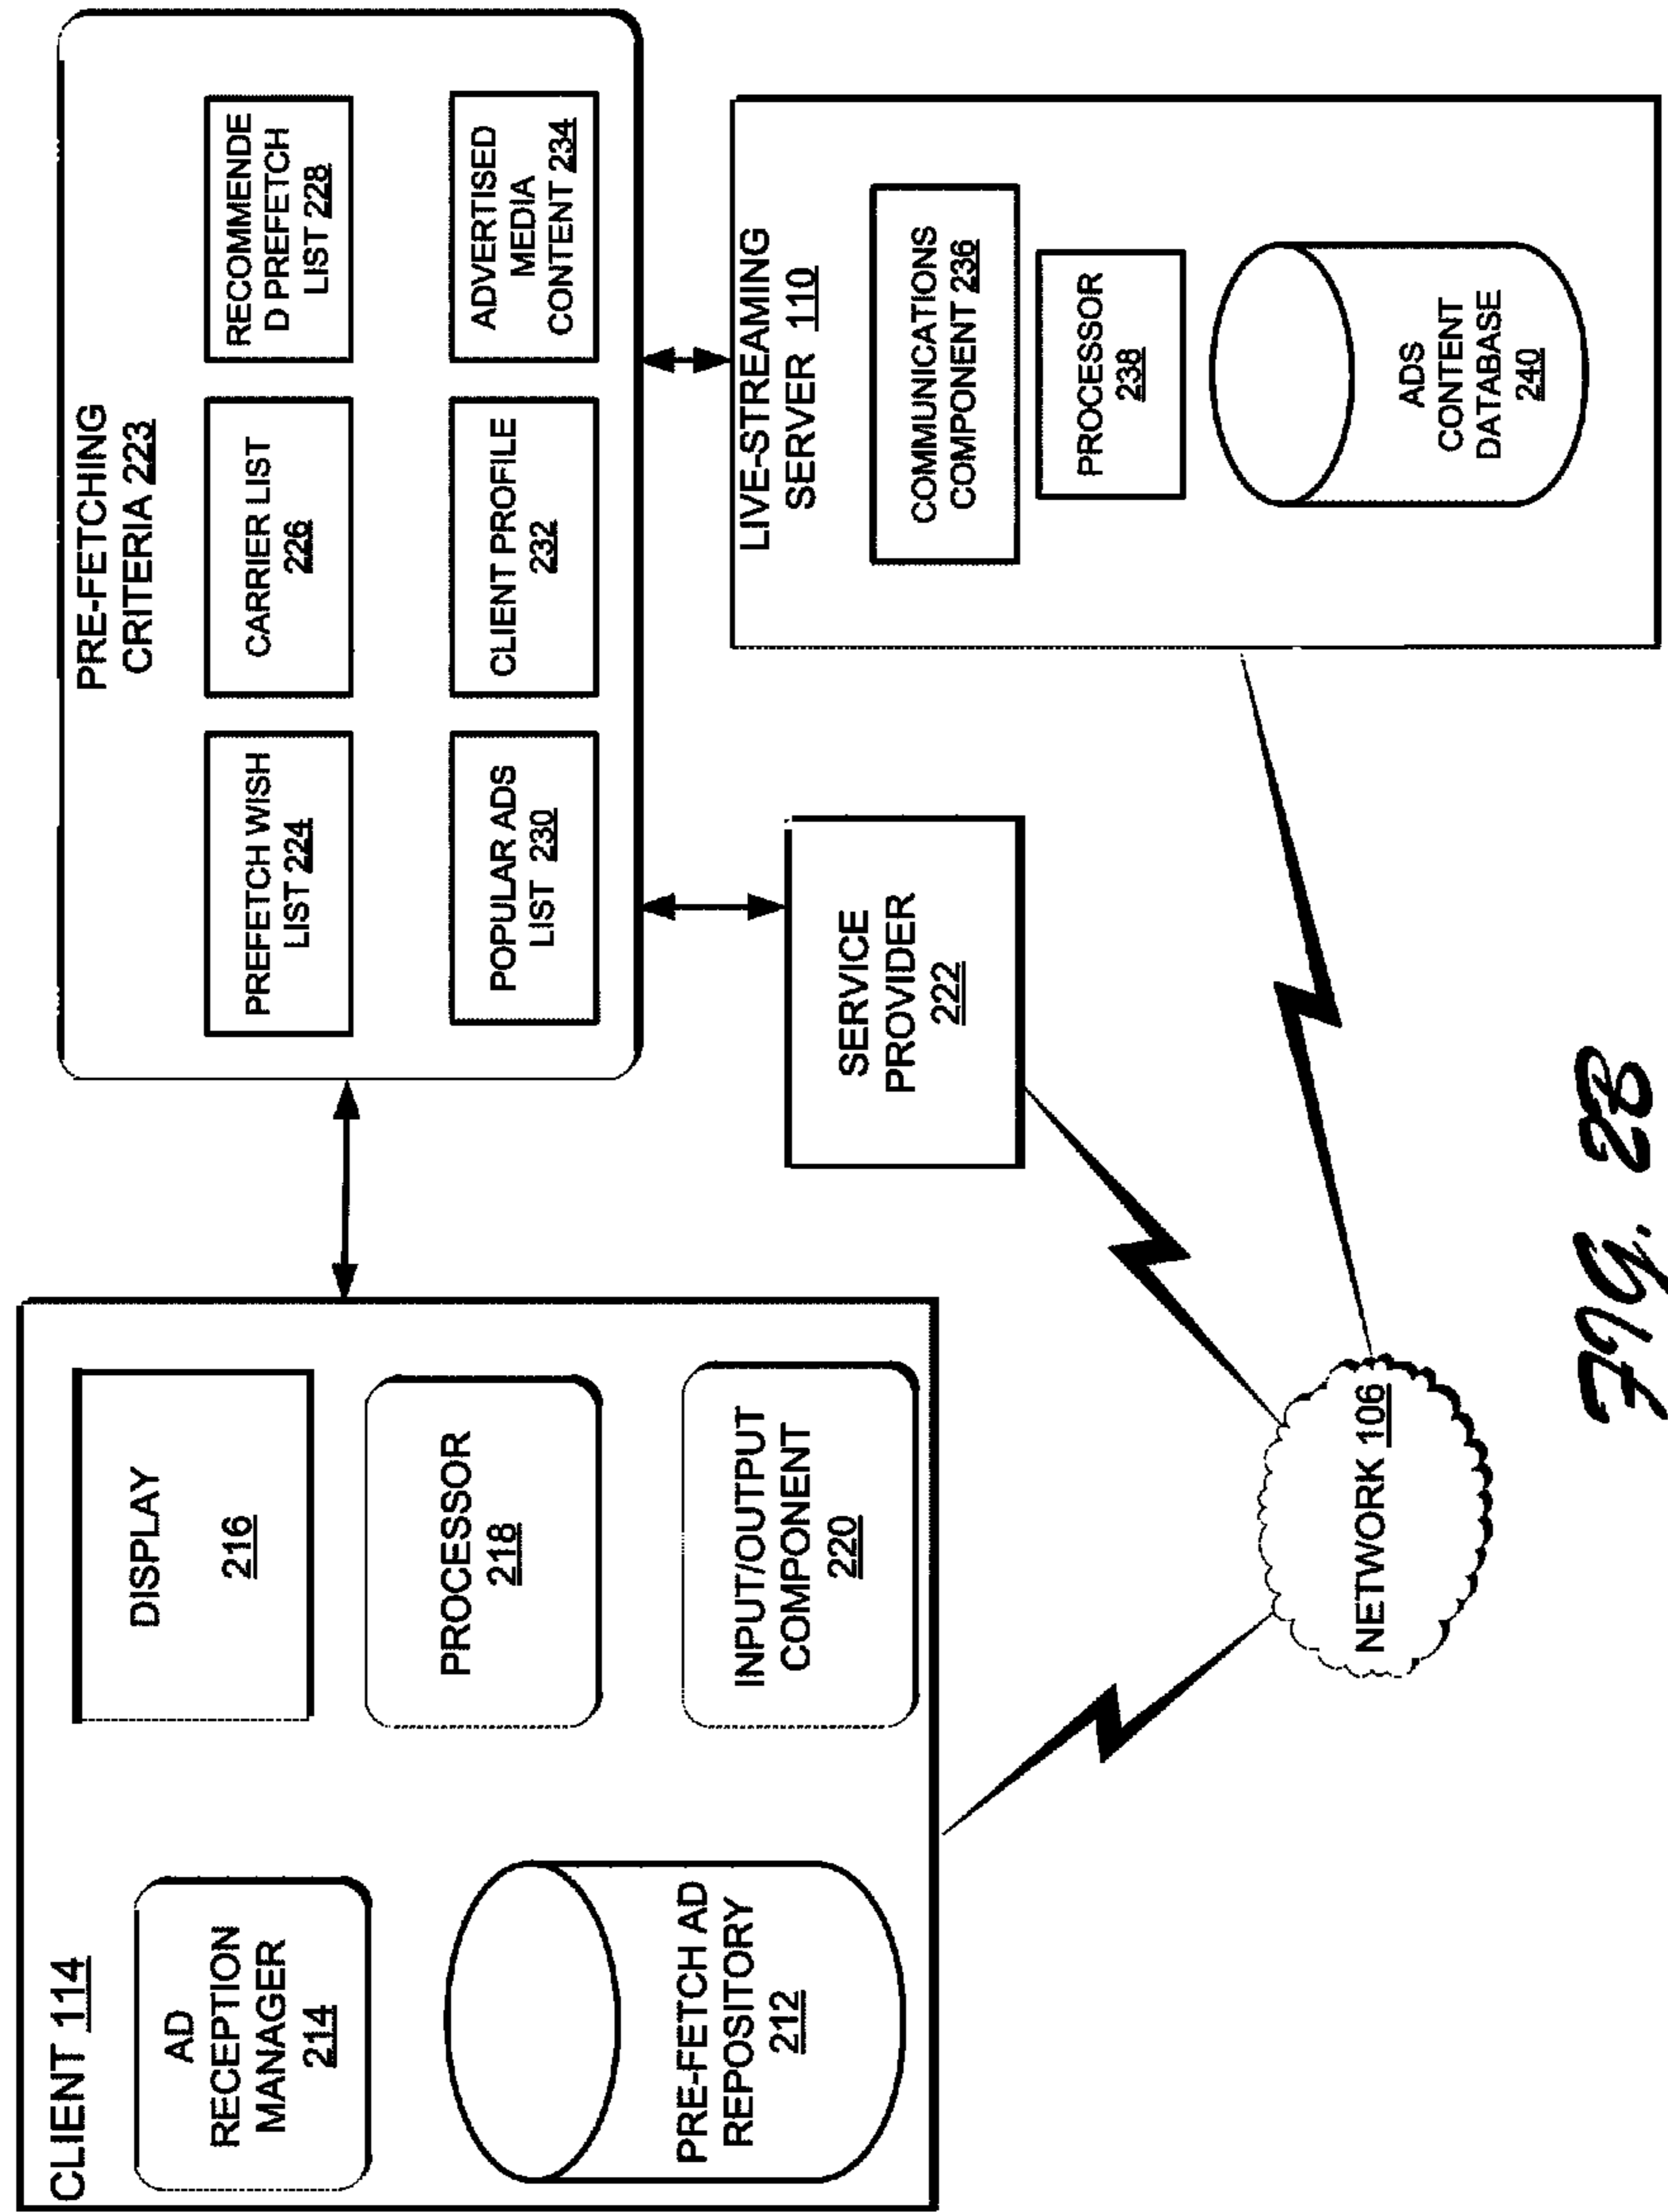 CLIENT 114
AD
RECEPTION
MANAGER
214
DISPLAY
216
PRE-FETCH AD
REPOSITORY
212
PROCESSOR
218
INPUT/OUTPUT
COMPONENT
220
PRE-FETCHING
CRITERIA 223
PREFETCH WISH
LIST 224
CARRIER LIST
226
RECOMMENDE
D PREFETCH
LIST 228
POPULAR ADS
LIST 230
CLIENT PROFILE
232
ADVERTISED
MEDIA
CONTENT 234
SERVICE
PROVIDER
222
LIVE-STREAMING
SERVER 110
COMMUNICATIONS
COMPONENT 236
PROCESSOR
238
ADS
CONTENT
DATABASE
240
NETWORK 106
FIG. 2B